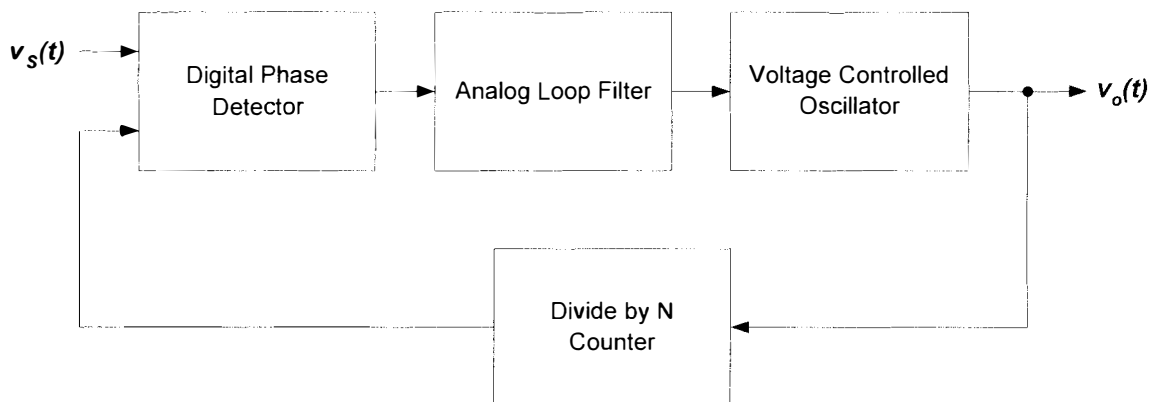 v_S(t)
Digital Phase
Detector
Analog Loop Filter
Voltage Controlled
Oscillator
v_o(t)
Divide by N
Counter